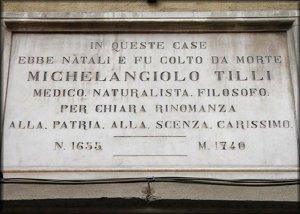 IN QUESTE CASE
EBBE NATALI E FU COLTO DA MORTE
MICHELANGIOLO TILLI
MEDICO. NATURALISTA. FILOSOFO.
PER CHIARA RINOMANZA
ALLA. PATRIA. ALLA. SCENZA. CARISSIMO.
N. 1655 M. 1740